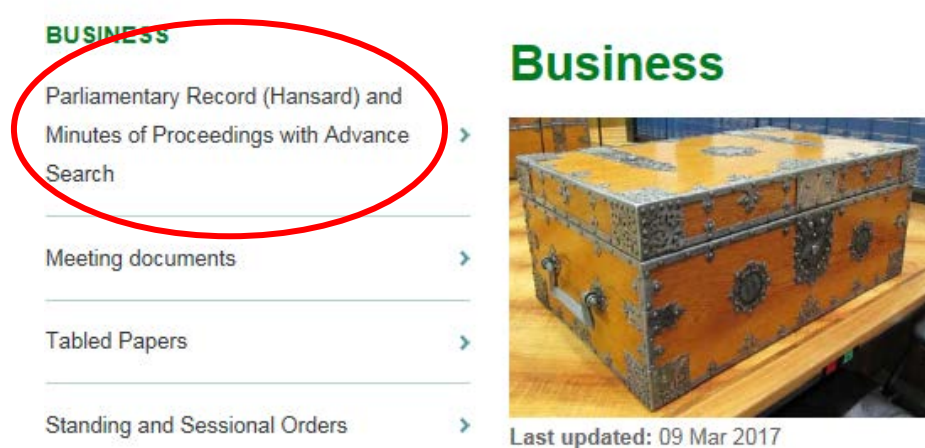 BUSINESS
Parliamentary Record (Hansard) and
Minutes of Proceedings with Advance
Search
Meeting documents
Tabled Papers
Standing and Sessional Orders
Business
Last updated: 09 Mar 2017